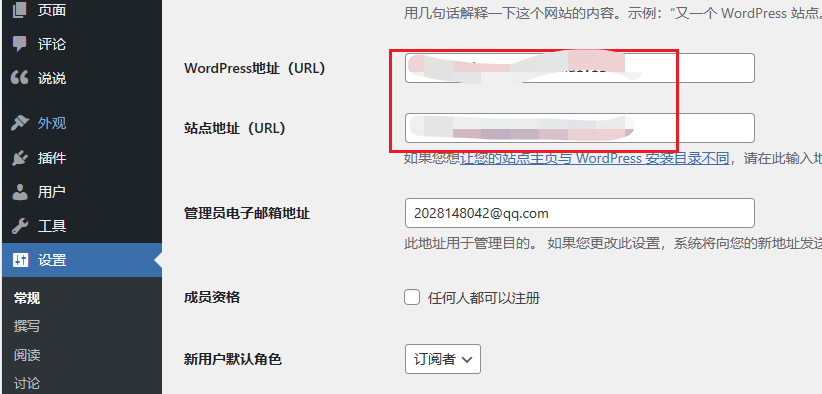 页面
评论
说说
外观
插件
用户
工具
设置
常规
撰写
阅读
讨论
用几句话解释一下这个网站的内容。示例：“又一个 WordPress 站点。
WordPress地址（URL）
站点地址（URL）
如果您想让您的站点主页与 WordPress 安装目录不同，请在此输入地
管理员电子邮箱地址
2028148042@qq.com
此地址用于管理目的。 如果您更改此设置，系统将向您的新地址发送
成员资格
任何人都可以注册
新用户默认角色
订阅者